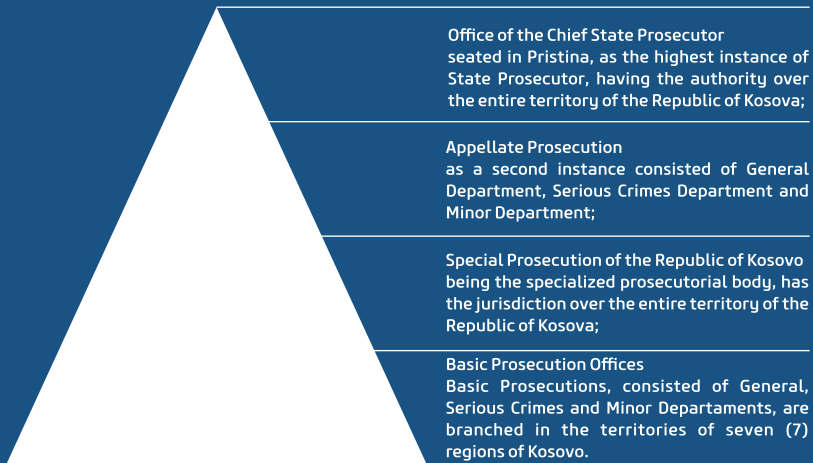 Office of the Chief State Prosecutor
seated in Pristina, as the highest instance of
State Prosecutor, having the authority over
the entire territory of the Republic of Kosova;
Appellate Prosecution
as a second instance consisted of General
Department, Serious Crimes Department and
Minor Department;
Special Prosecution of the Republic of Kosovo
being the specialized prosecutorial body, has
the jurisdiction over the entire territory of the
Republic of Kosova;
Basic Prosecution Offices
Basic Prosecutions, consisted of General,
Serious Crimes and Minor Departaments, are
branched in the territories of seven (7)
regions of Kosovo.